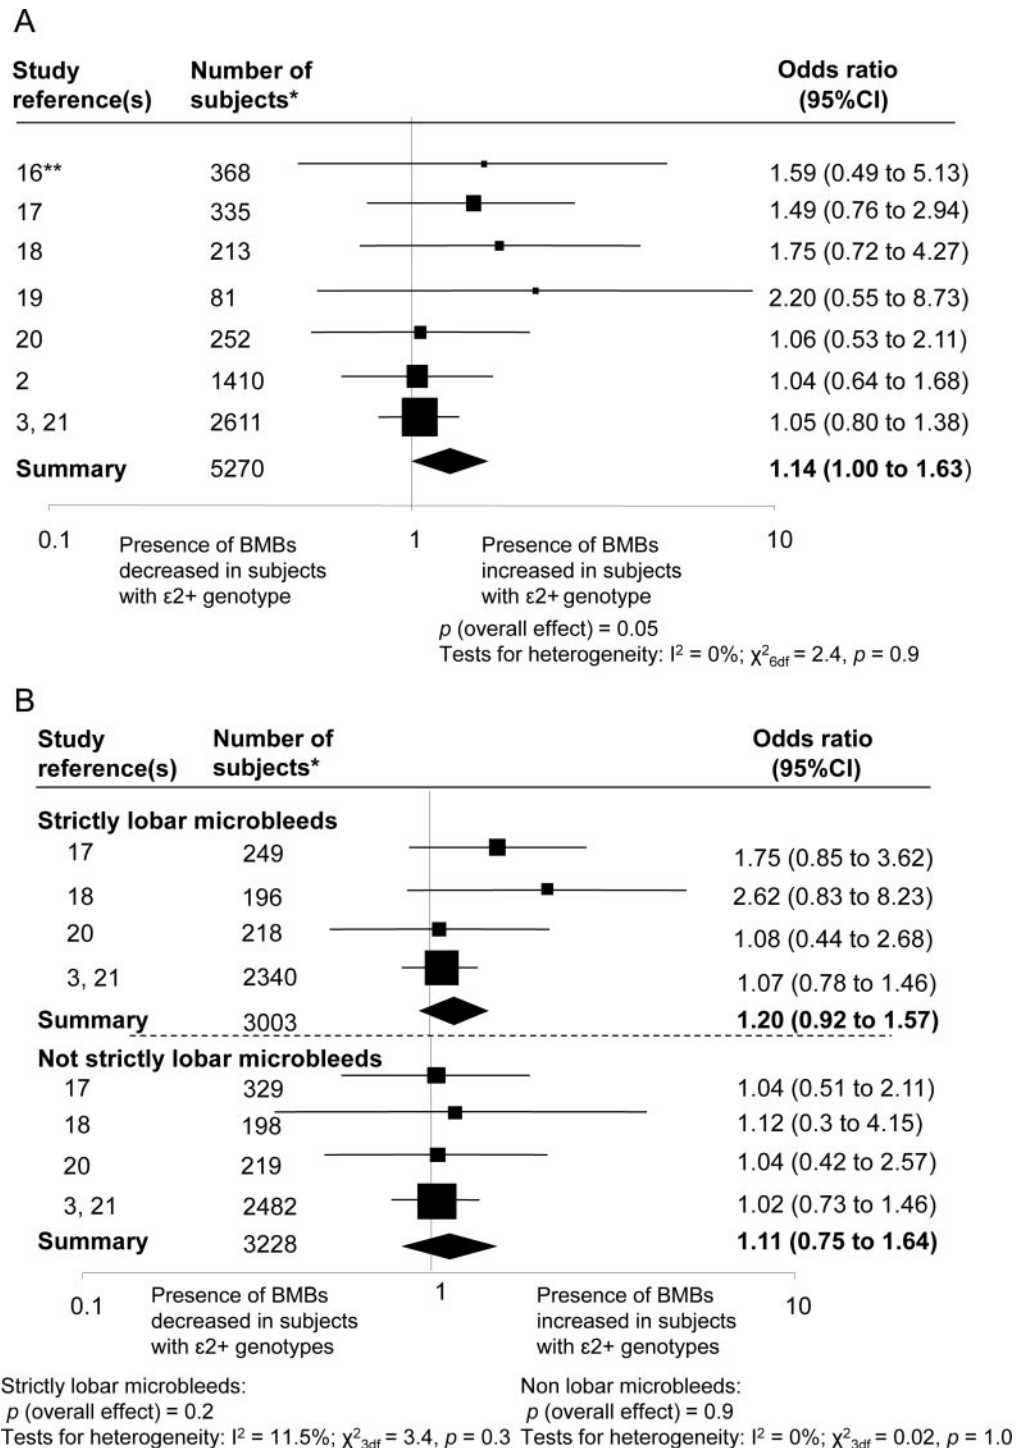 A
Study reference(s) Number of subjects* Odds ratio (95%CI)
16** 368 1.59 (0.49 to 5.13)
17 335 1.49 (0.76 to 2.94)
18 213 1.75 (0.72 to 4.27)
19 81 2.20 (0.55 to 8.73)
20 252 1.06 (0.53 to 2.11)
2 1410 1.04 (0.64 to 1.68)
3, 21 2611 1.05 (0.80 to 1.38)
Summary 5270 1.14 (1.00 to 1.63)
0.1 1 10
Presence of BMBs
decreased in subjects
with ε2+ genotype
Presence of BMBs
increased in subjects
with ε2+ genotype
p (overall effect) = 0.05
Tests for heterogeneity: I² = 0%; χ²6df = 2.4, p = 0.9
B
Study reference(s) Number of subjects* Odds ratio (95%CI)
Strictly lobar microbleeds
17 249 1.75 (0.85 to 3.62)
18 196 2.62 (0.83 to 8.23)
20 218 1.08 (0.44 to 2.68)
3, 21 2340 1.07 (0.78 to 1.46)
Summary 3003 1.20 (0.92 to 1.57)
Not strictly lobar microbleeds
17 329 1.04 (0.51 to 2.11)
18 198 1.12 (0.3 to 4.15)
20 219 1.04 (0.42 to 2.57)
3, 21 2482 1.02 (0.73 to 1.46)
Summary 3228 1.11 (0.75 to 1.64)
0.1 1 10
Presence of BMBs
decreased in subjects
with ε2+ genotypes
Presence of BMBs
increased in subjects
with ε2+ genotypes
Strictly lobar microbleeds:
p (overall effect) = 0.2
Tests for heterogeneity: I² = 11.5%; χ²3df = 3.4, p = 0.3
Non lobar microbleeds:
p (overall effect) = 0.9
Tests for heterogeneity: I² = 0%; χ²3df = 0.02, p = 1.0